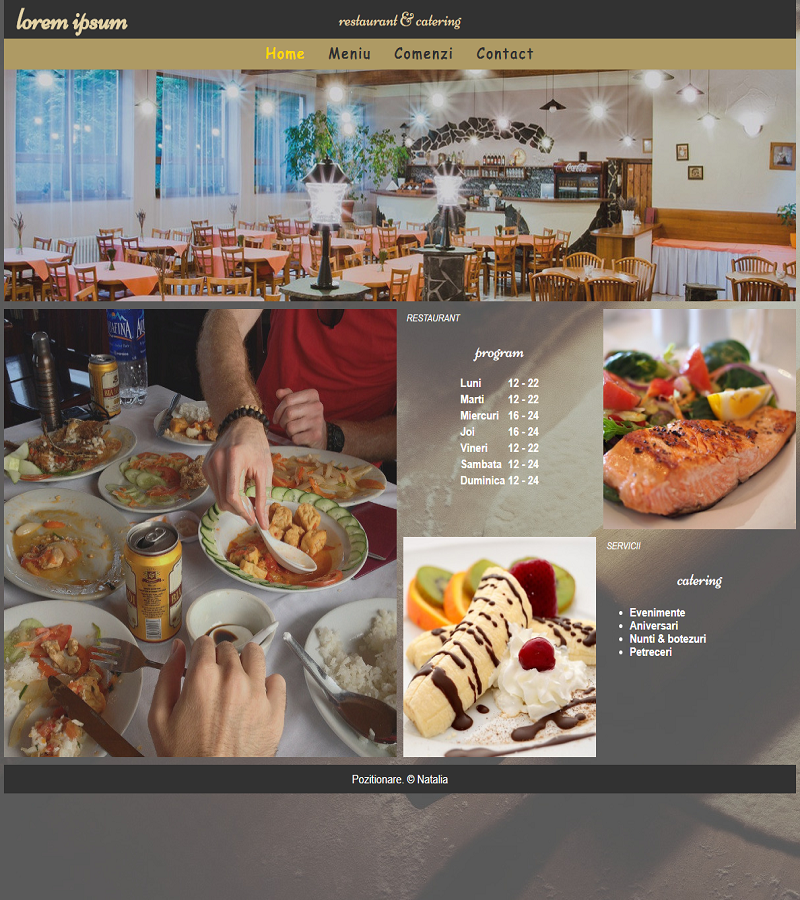 lorem ipsum
restaurant & catering
Home Meniu Comenzi Contact
Coca-Cola
RESTAURANT
program
Luni 12 - 22
Marti 12 - 22
Miercuri 16 - 24
Joi 16 - 24
Vineri 12 - 22
Sambata 12 - 24
Duminica 12 - 24
SERVICII
catering
Evenimente
Aniversari
Nunti & botezuri
Petreceri
Pozitionare. © Natalia